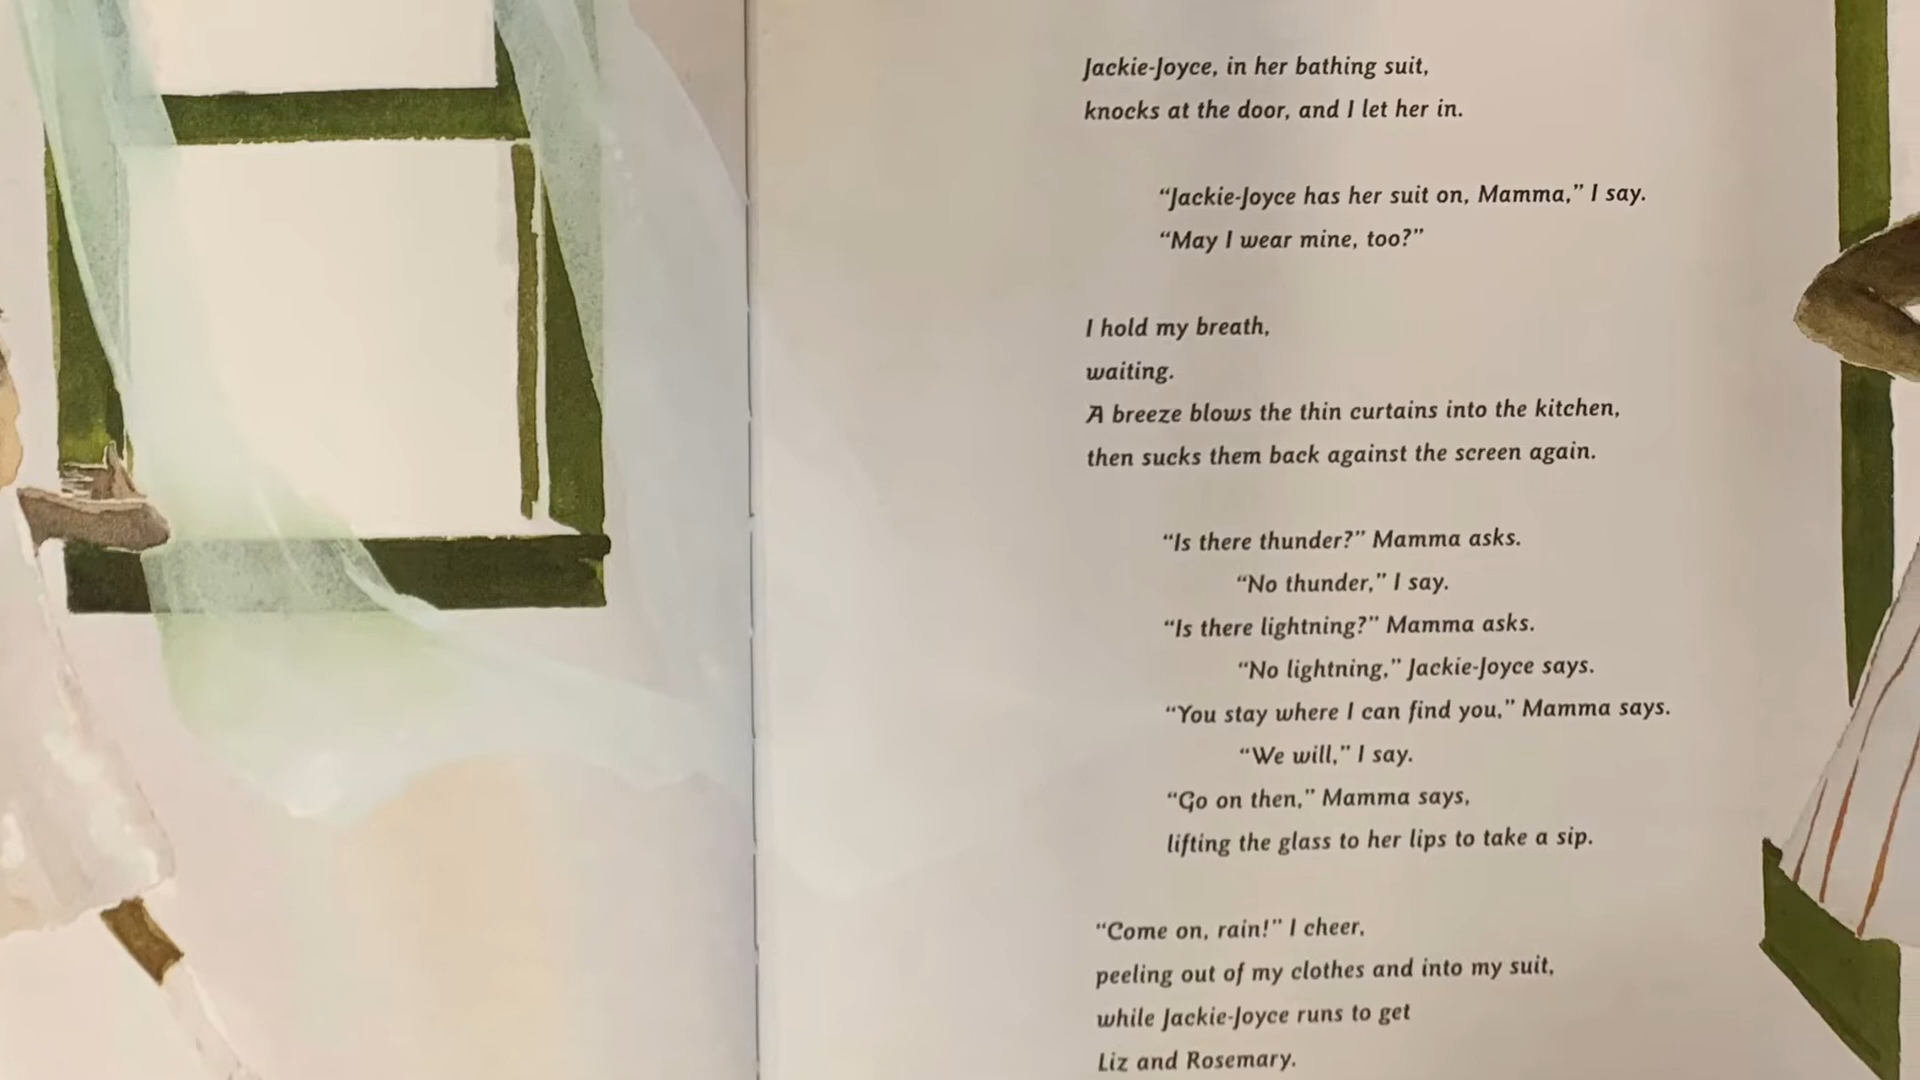 Jackie-Joyce, in her bathing suit,
knocks at the door, and I let her in.
“Jackie-Joyce has her suit on, Mamma,” I say.
“May I wear mine, too?”
I hold my breath,
waiting.
A breeze blows the thin curtains into the kitchen,
then sucks them back against the screen again.
“Is there thunder?” Mamma asks.
“No thunder,” I say.
“Is there lightning?” Mamma asks.
“No lightning,” Jackie-Joyce says.
“You stay where I can find you,” Mamma says.
“We will,” I say.
“Go on then,” Mamma says,
lifting the glass to her lips to take a sip.
“Come on, rain!” I cheer,
peeling out of my clothes and into my suit,
while Jackie-Joyce runs to get
Liz and Rosemary.